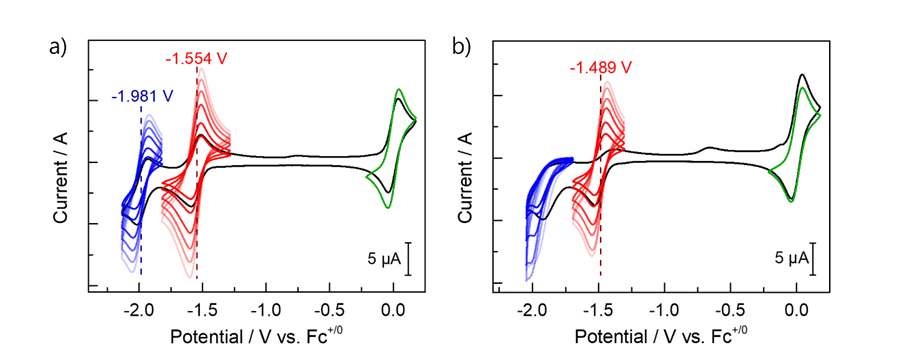 a)
-1.554 V
-1.981 V
Current / A
5 µA
-2.0 -1.5 -1.0 -0.5 0.0
Potential / V vs. Fc+/0
b)
-1.489 V
Current / A
5 µA
-2.0 -1.5 -1.0 -0.5 0.0
Potential / V vs. Fc+/0